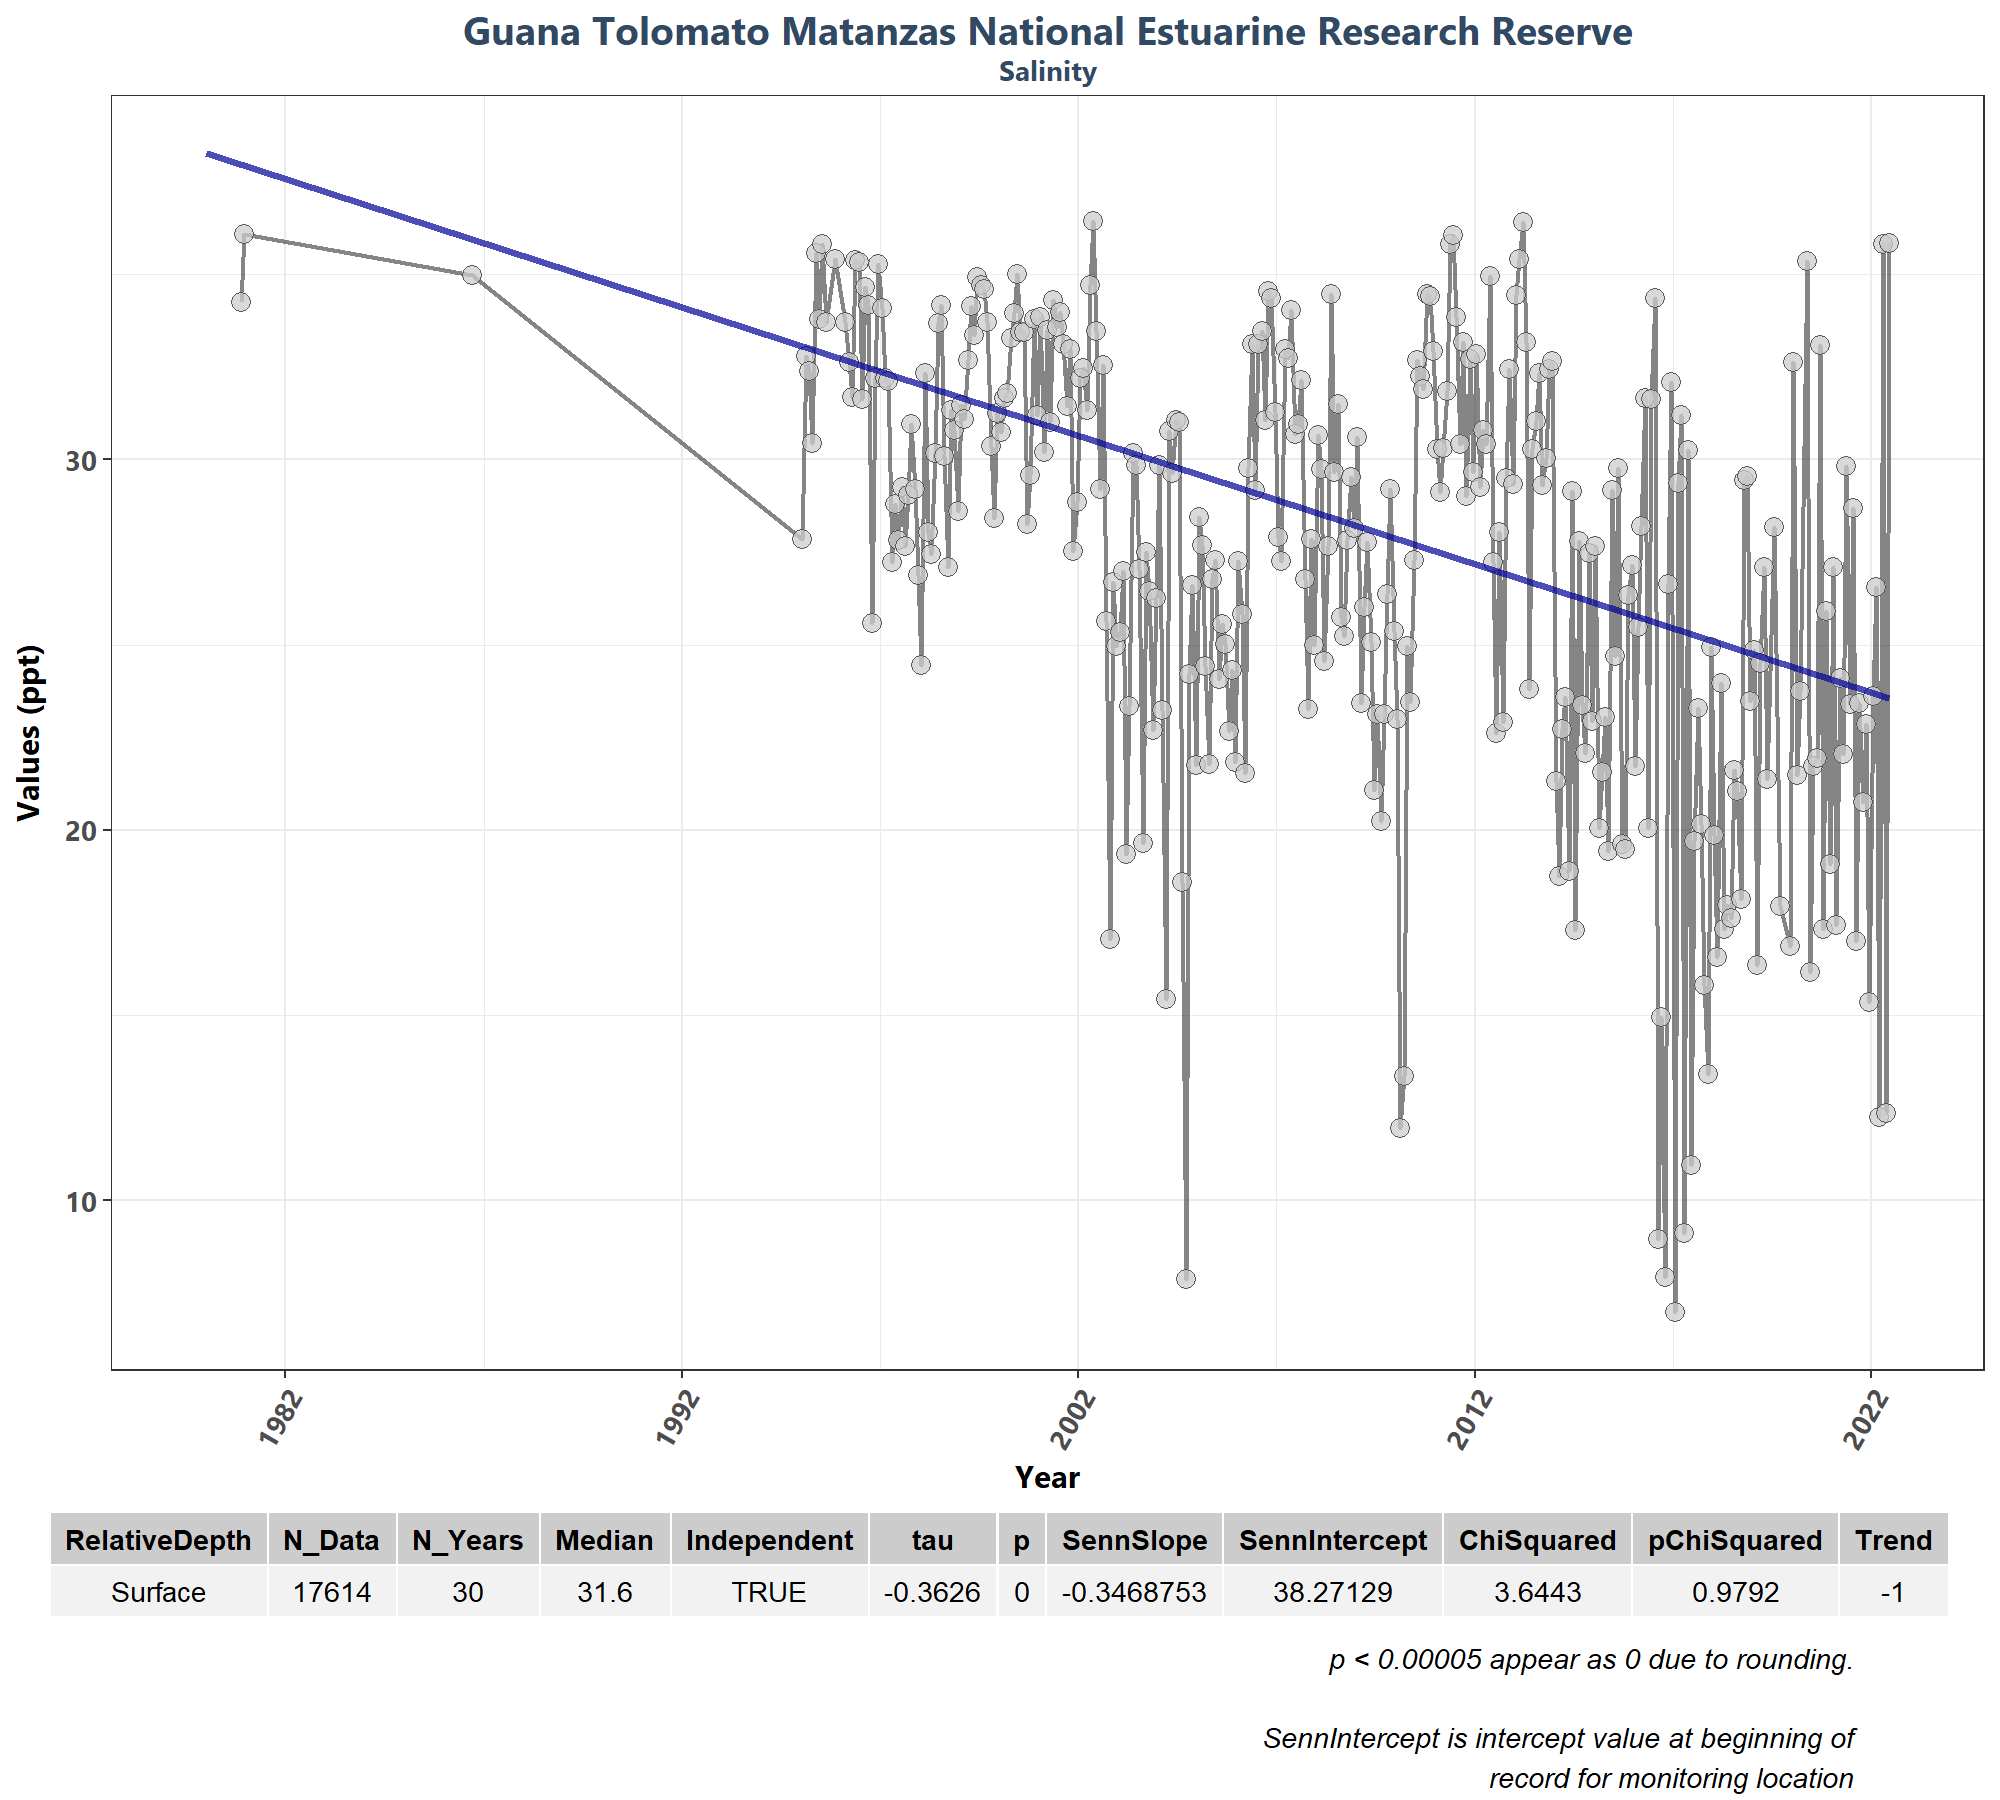 Guana Tolomato Matanzas National Estuarine Research Reserve
Salinity
Values (ppt)
30
20
10
1982 1992 2002 2012 2022
Year
RelativeDepth N_Data N_Years Median Independent tau p SennSlope SennIntercept ChiSquared pChiSquared Trend
Surface 17614 30 31.6 TRUE -0.3626 0 -0.3468753 38.27129 3.6443 0.9792 -1
p < 0.00005 appear as 0 due to rounding.
SennIntercept is intercept value at beginning of
record for monitoring location